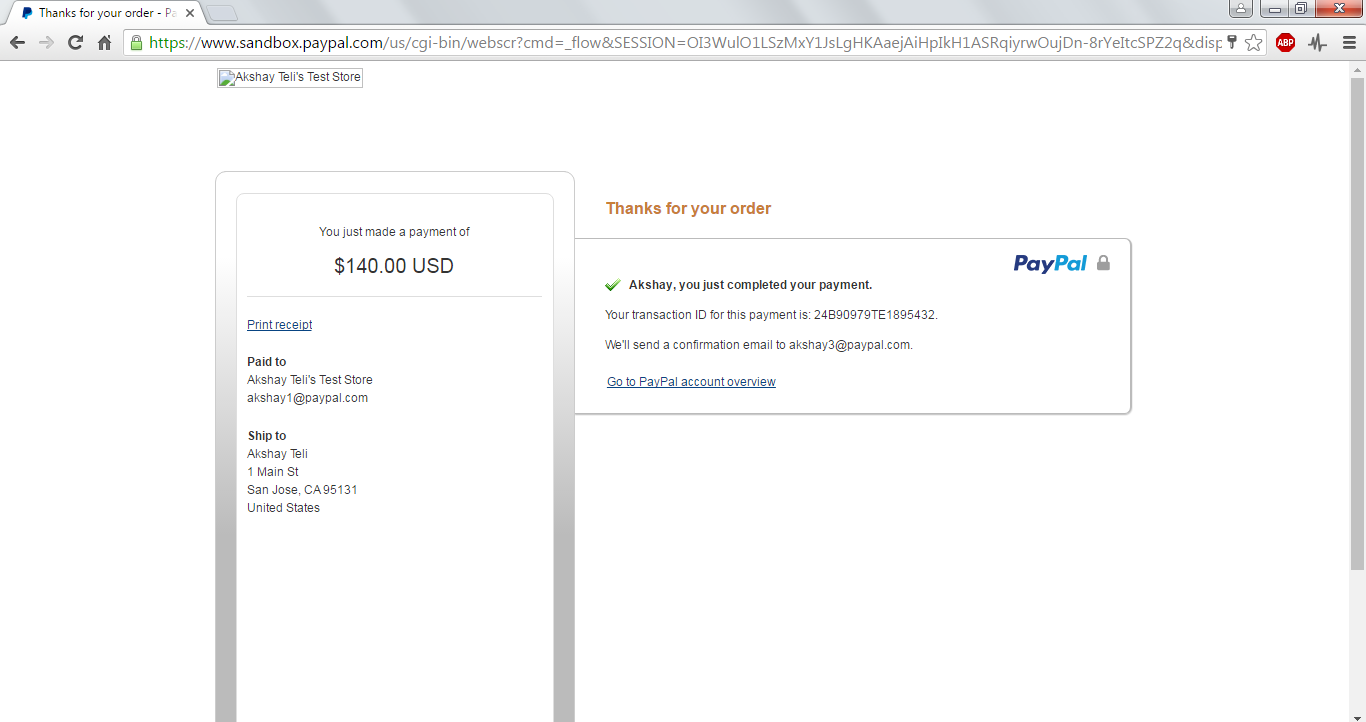 Thanks for your order - Pa
https://www.sandbox.paypal.com/us/cgi-bin/webscr?cmd=_flow&SESSION=OI3WulO1LSzMxY1JsLgHKAaejAiHpIkH1ASRqiyrwOujDn-8rYeItcSPZ2q&disp
ABP
Akshay Teli's Test Store
You just made a payment of
$140.00 USD
Print receipt
Paid to
Akshay Teli's Test Store
akshay1@paypal.com
Ship to
Akshay Teli
1 Main St
San Jose, CA 95131
United States
Thanks for your order
PayPal
Akshay, you just completed your payment.
Your transaction ID for this payment is: 24B90979TE1895432.
We'll send a confirmation email to akshay3@paypal.com.
Go to PayPal account overview